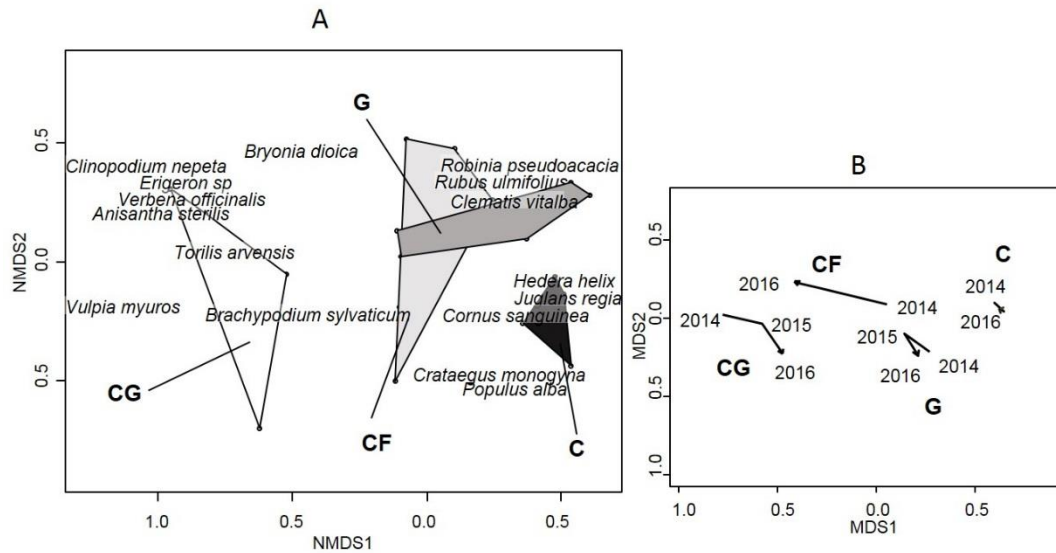 A
G
Bryonia dioica
Clinopodium nepeta
Erigeron sp
Verbena officinalis
Anisantha sterilis
Robinia pseudoacacia
Rubus ulmifolius
Clematis vitalba
Torilis arvensis
Vulpia myuros
Brachypodium sylvaticum
Hedera helix
Juglans regia
Cornus sanguinea
Crataegus monogyna
Populus alba
CG
CF
C
0.5
0.0
0.5
NMDS2
1.0 0.5 0.0 0.5
NMDS1
B
CF
C
2016
2014
2014
2014
2015
2015
2016
CG
2016
2016
2014
G
0.5
0.0
0.5
1.0
MDS2
1.0 0.5 0.0 0.5
MDS1